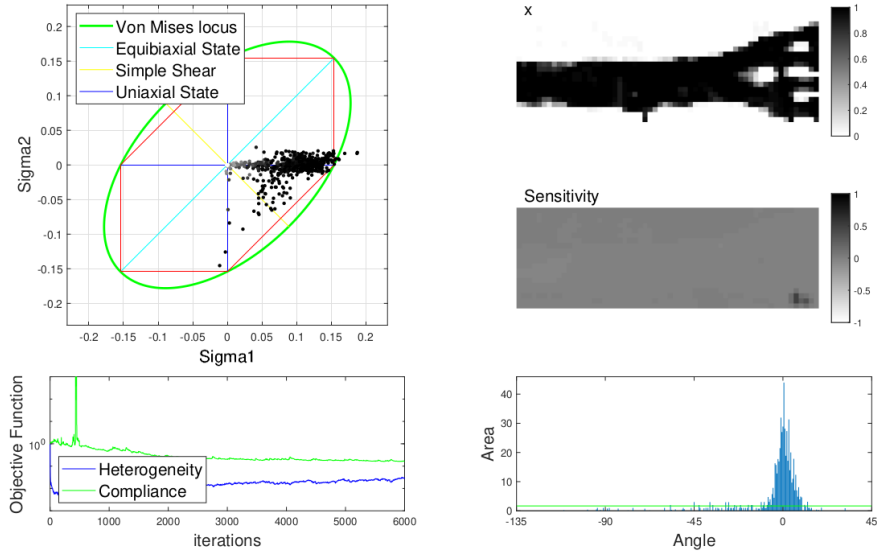 Von Mises locus
Equibiaxial State
Simple Shear
Uniaxial State
0.2
0.15
0.1
0.05
0
-0.05
-0.1
-0.15
-0.2
Sigma2
-0.2 -0.15 -0.1 -0.05 0 0.05 0.1 0.15 0.2
Sigma1
x
1
0.8
0.6
0.4
0.2
0
Sensitivity
1
0.5
0
-0.5
-1
Objective Function
10^0
Heterogeneity
Compliance
0 1000 2000 3000 4000 5000 6000
iterations
Area
40
30
20
10
0
-135 -90 -45 0 45
Angle